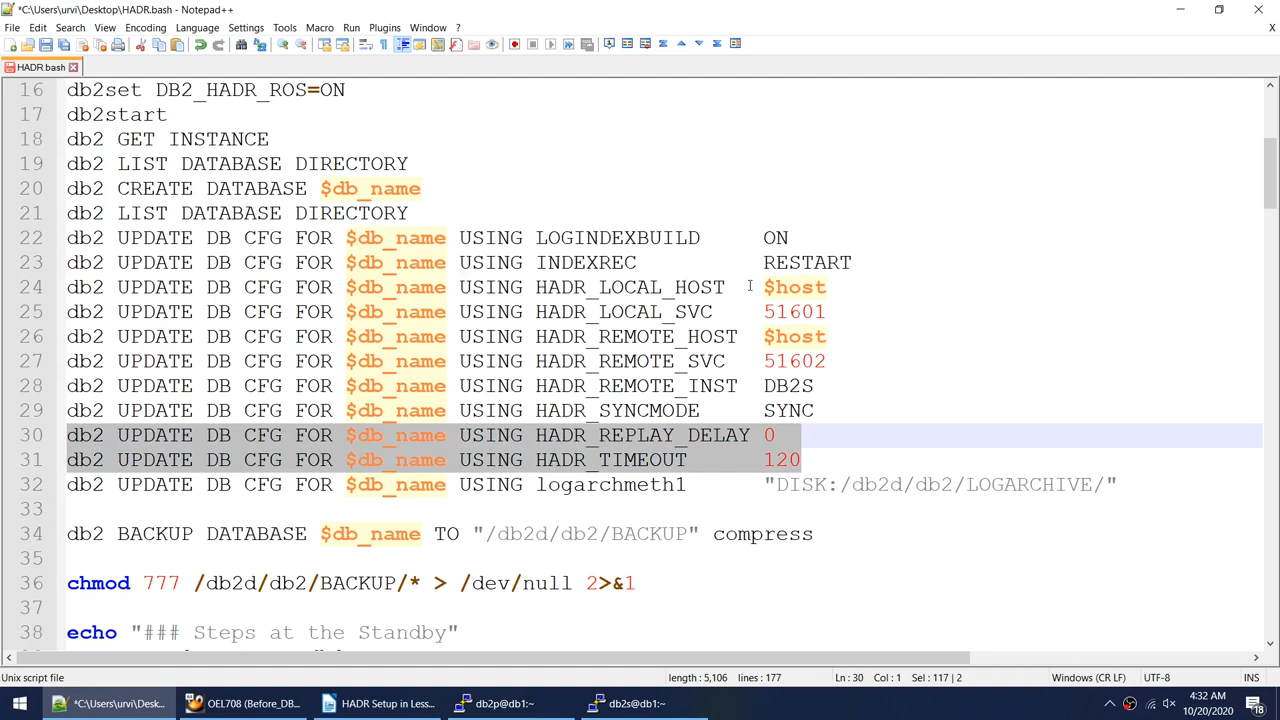 *C:\Users\urvi\Desktop\HADR.bash - Notepad++
File Edit Search View Encoding Language Settings Tools Macro Run Plugins Window ?
X
HADR.bash
16 db2set DB2_HADR_ROS=ON
17 db2start
18 db2 GET INSTANCE
19 db2 LIST DATABASE DIRECTORY
20 db2 CREATE DATABASE $db_name
21 db2 LIST DATABASE DIRECTORY
22 db2 UPDATE DB CFG FOR $db_name USING LOGINDEXBUILD ON
23 db2 UPDATE DB CFG FOR $db_name USING INDEXREC RESTART
24 db2 UPDATE DB CFG FOR $db_name USING HADR_LOCAL_HOST $host
25 db2 UPDATE DB CFG FOR $db_name USING HADR_LOCAL_SVC 51601
26 db2 UPDATE DB CFG FOR $db_name USING HADR_REMOTE_HOST $host
27 db2 UPDATE DB CFG FOR $db_name USING HADR_REMOTE_SVC 51602
28 db2 UPDATE DB CFG FOR $db_name USING HADR_REMOTE_INST DB2S
29 db2 UPDATE DB CFG FOR $db_name USING HADR_SYNCMODE SYNC
30 db2 UPDATE DB CFG FOR $db_name USING HADR_REPLAY_DELAY 0
31 db2 UPDATE DB CFG FOR $db_name USING HADR_TIMEOUT 120
32 db2 UPDATE DB CFG FOR $db_name USING logarchmeth1 "DISK:/db2d/db2/LOGARCHIVE/"
33
34 db2 BACKUP DATABASE $db_name TO "/db2d/db2/BACKUP" compress
35
36 chmod 777 /db2d/db2/BACKUP/* > /dev/null 2>&1
37
38 echo "### Steps at the Standby"
Unix script file length : 5,106 lines : 177 Ln : 30 Col : 1 Sel : 117 | 2 Windows (CR LF) UTF-8 INS
*C:\Users\urvi\Desk... OEL708 (Before_DB... HADR Setup in Less... db2p@db1:~ db2s@db1:~ 4:32 AM
10/20/2020 18